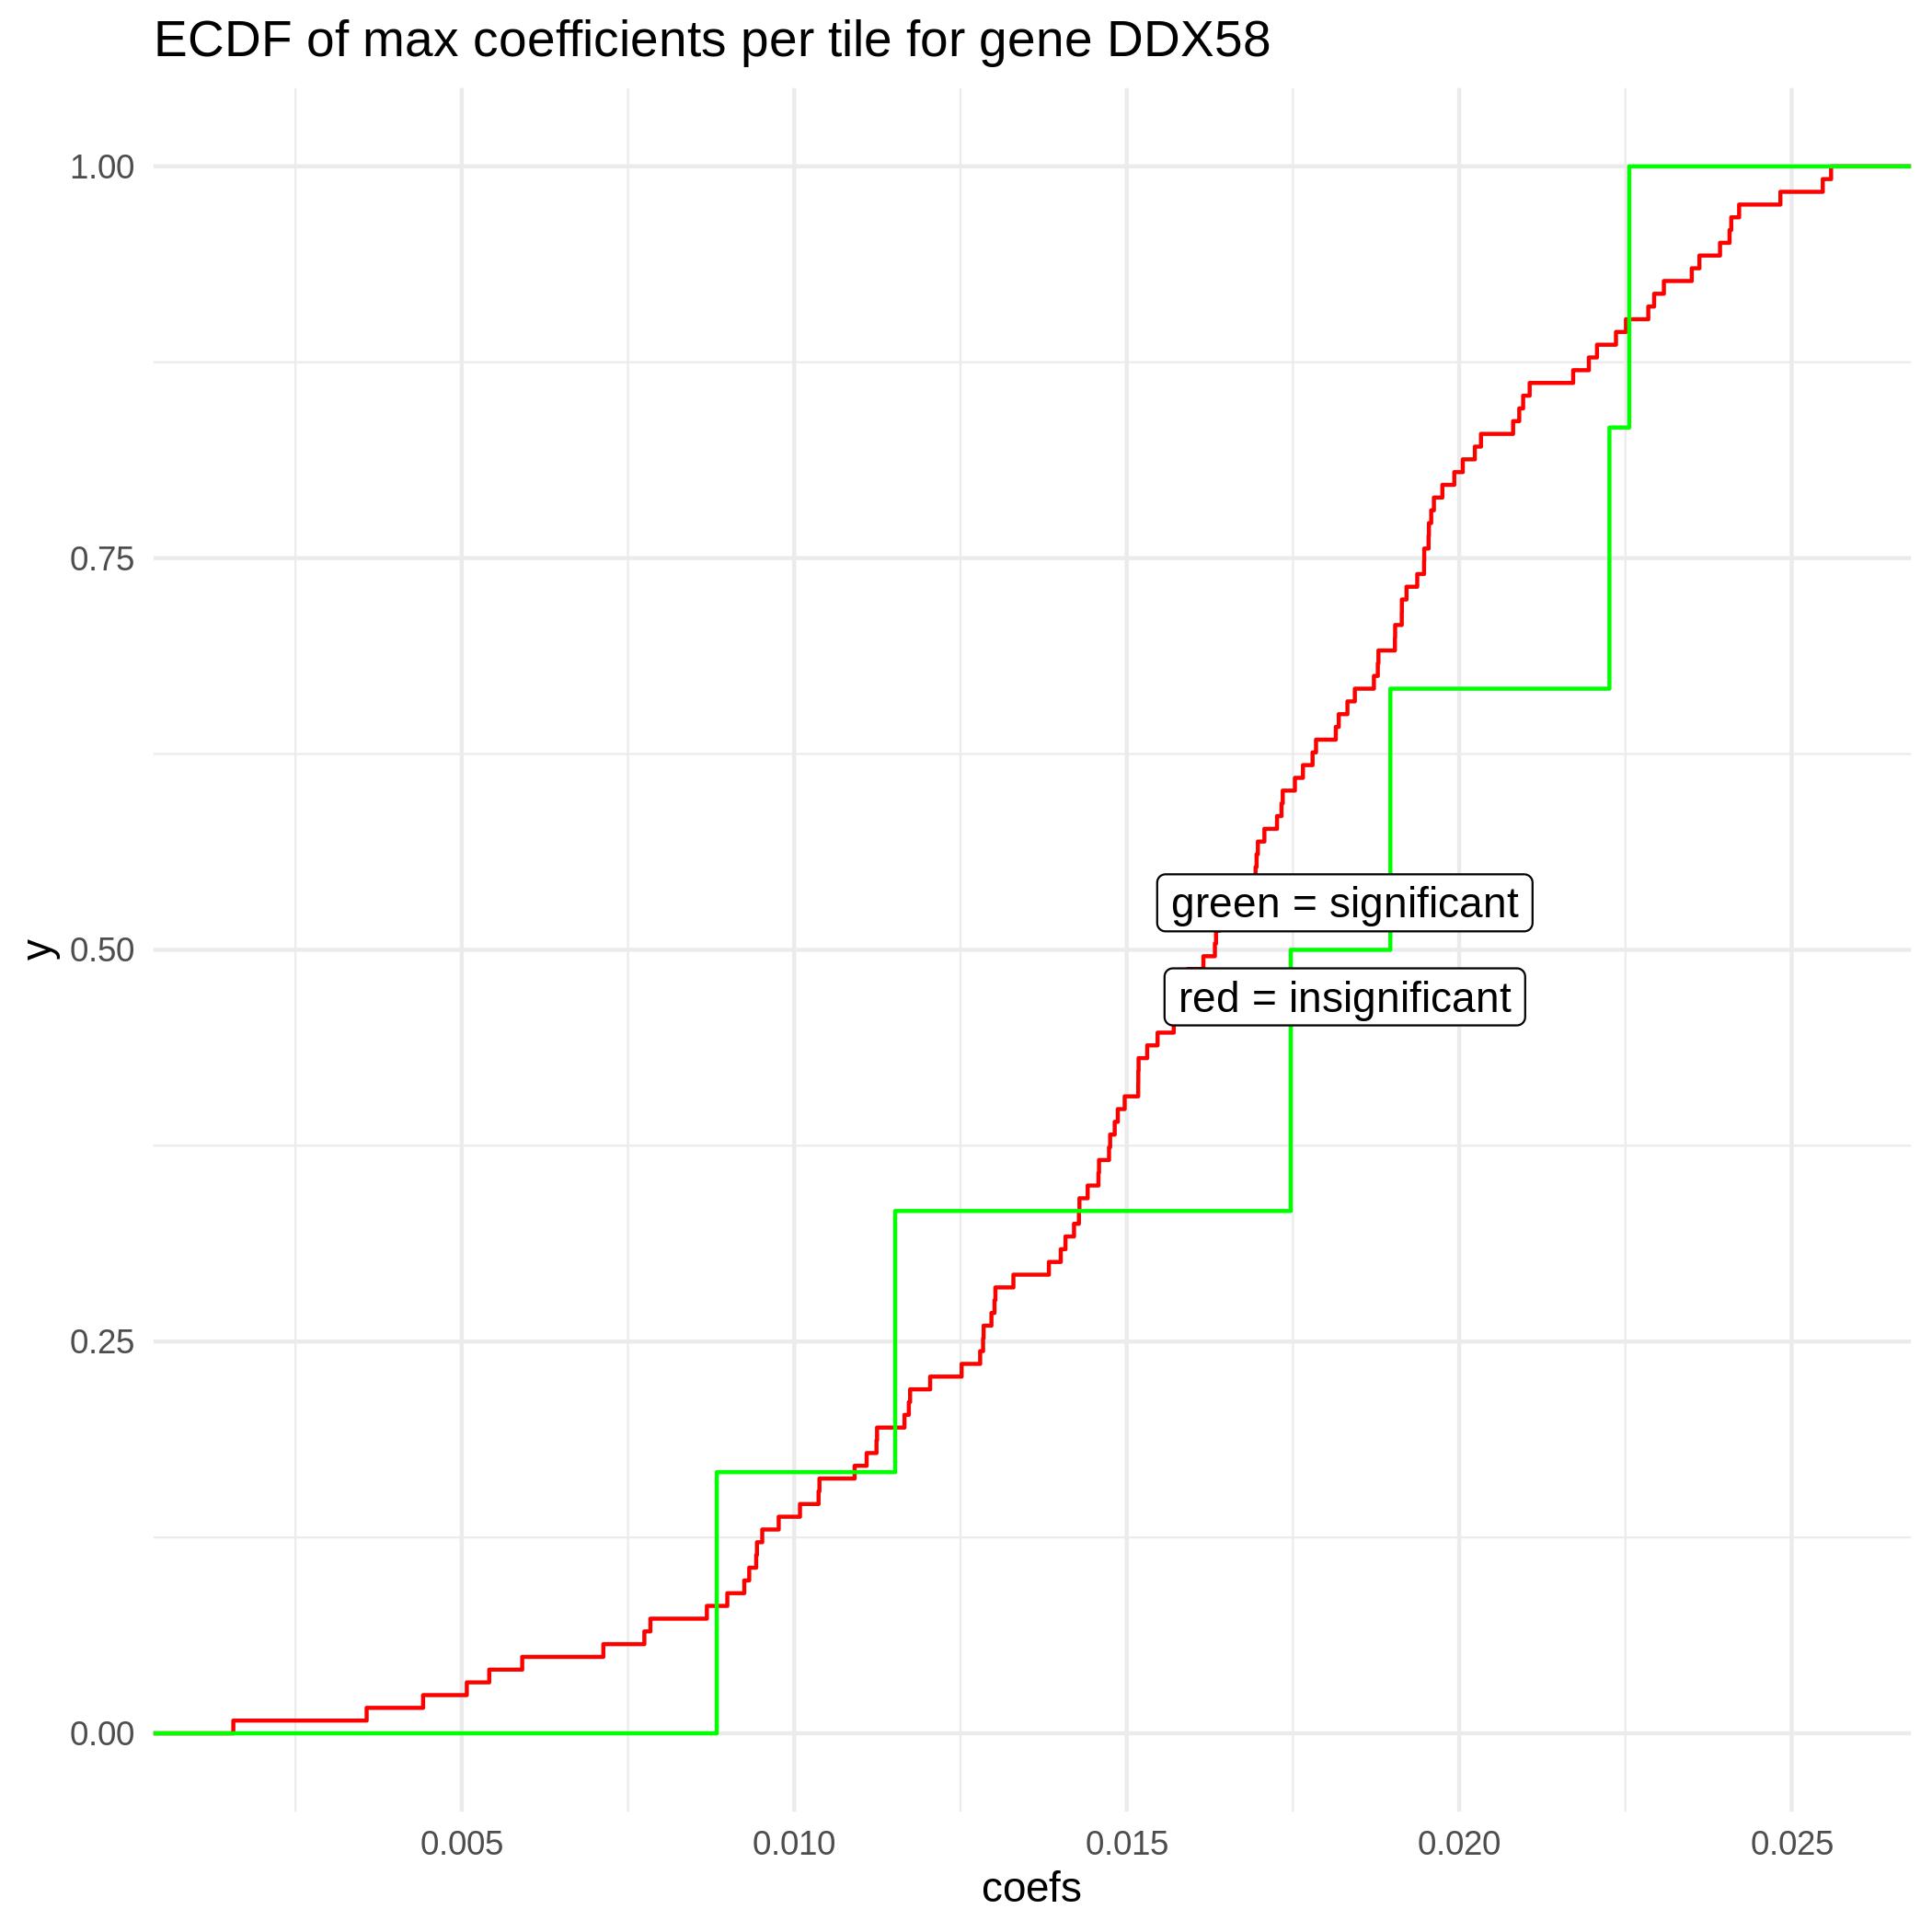 ECDF of max coefficients per tile for gene DDX58
1.00
0.75
green = significant
y
0.50
red = insignificant
0.25
0.00
0.005 0.010 0.015 0.020 0.025
coefs